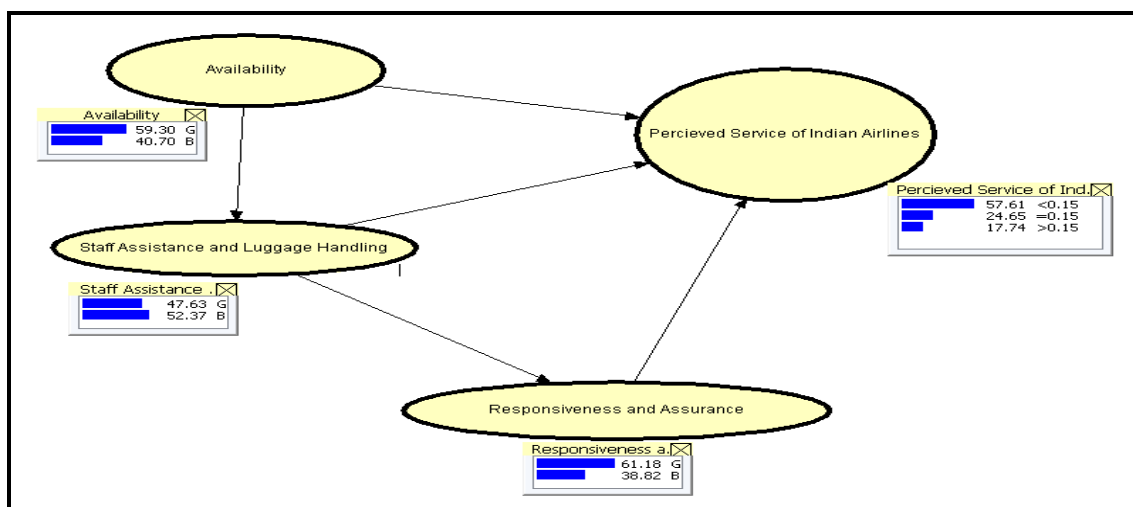 Responsiveness a.
Availability
Availability
59.30 G
40.70 B
Percieved Service of Indian Airlines
Percieved Service of Ind.
57.61 <0.15
24.65 =0.15
17.74 >0.15
Staff Assistance and Luggage Handling
Staff Assistance .
47.63 G
52.37 B
Responsiveness and Assurance
Responsiveness a.
61.18 G
38.82 B